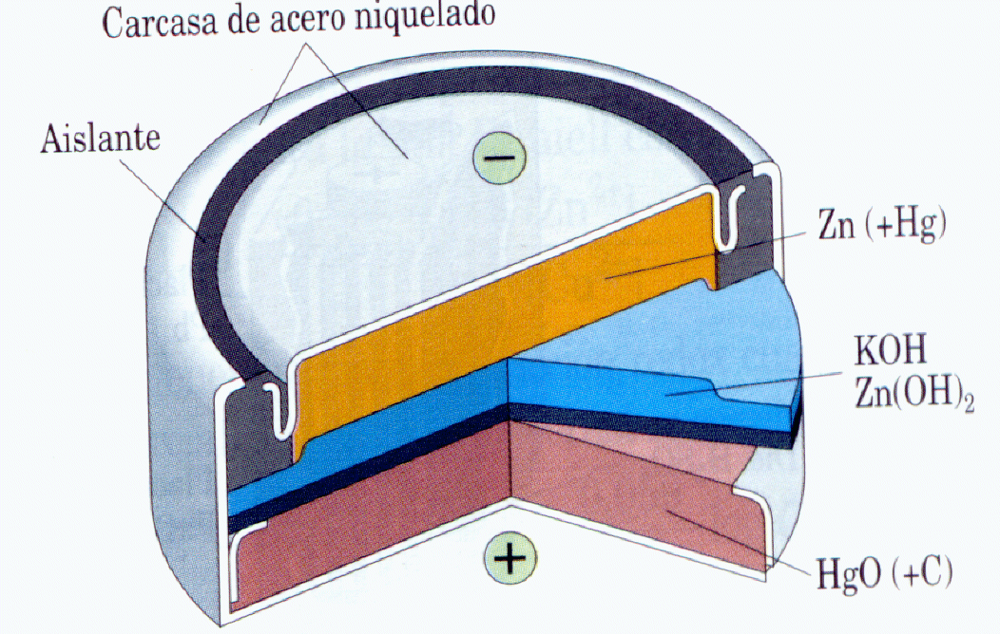 Carcasa de acero niquelado
Aislante
−
Zn (+Hg)
KOH
Zn(OH)₂
+
HgO (+C)